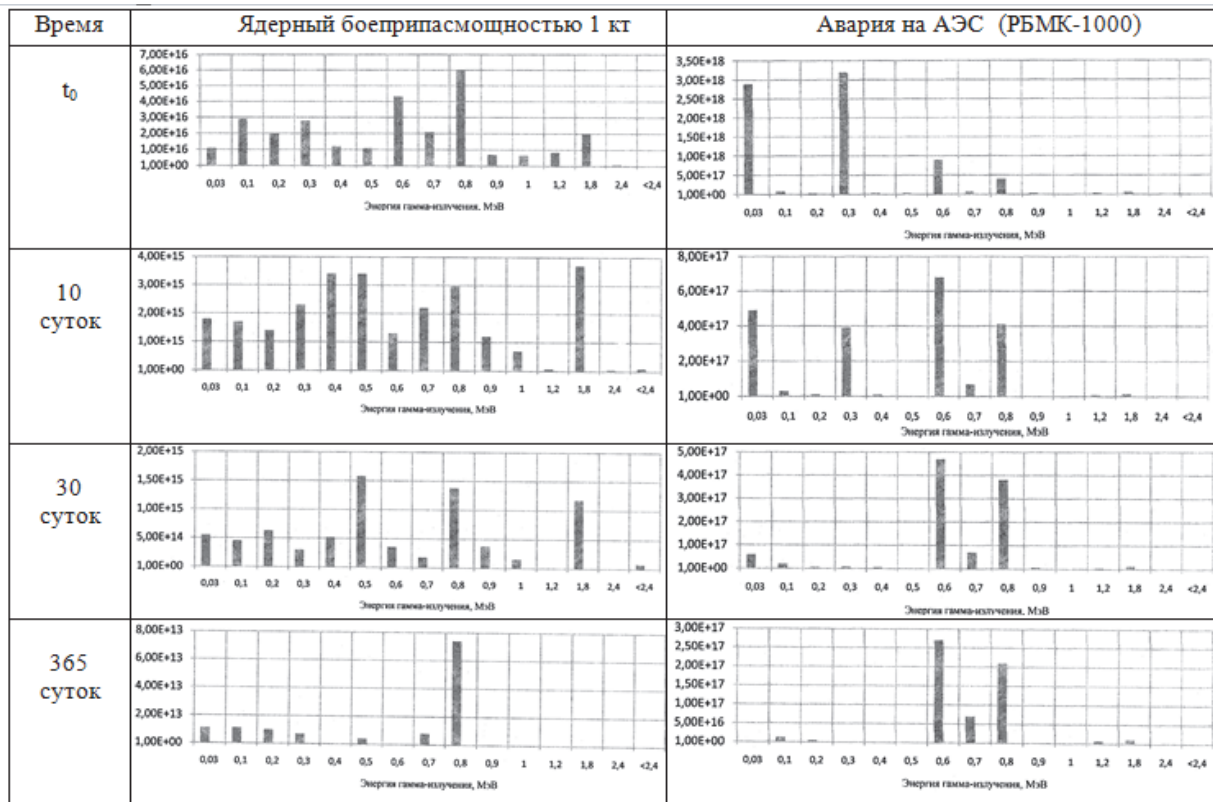 Время Ядерный боеприпасмощностью 1 кт Авария на АЭС (РБМК-1000)
t₀
7,00E+16
6,00E+16
5,00E+16
4,00E+16
3,00E+16
2,00E+16
1,00E+16
1,00E+00
0,03 0,1 0,2 0,3 0,4 0,5 0,6 0,7 0,8 0,9 1 1,2 1,8 2,4 <2,4
Энергия гамма-излучения, МэВ
3,50E+18
3,00E+18
2,50E+18
2,00E+18
1,00E+18
1,00E+18
5,00E+17
1,00E+00
0,03 0,1 0,2 0,3 0,4 0,5 0,6 0,7 0,8 0,9 1 1,2 1,8 2,4 <2,4
Энергия гамма-излучения, МэВ
10
суток
4,00E+15
3,00E+15
2,00E+15
1,00E+15
1,00E+00
0,03 0,1 0,2 0,3 0,4 0,5 0,6 0,7 0,8 0,9 1 1,2 1,8 2,4 <2,4
Энергия гамма-излучения, МэВ
8,00E+17
6,00E+17
4,00E+17
2,00E+17
1,00E+00
0,03 0,1 0,2 0,3 0,4 0,5 0,6 0,7 0,8 0,9 1 1,2 1,8 2,4 <2,4
Энергия гамма-излучения, МэВ
30
суток
2,00E+15
1,50E+15
1,00E+15
5,00E+14
1,00E+00
0,03 0,1 0,2 0,3 0,4 0,5 0,6 0,7 0,8 0,9 1 1,2 1,8 2,4 <2,4
Энергия гамма-излучения, МэВ
5,00E+17
4,00E+17
3,00E+17
2,00E+17
1,00E+17
1,00E+00
0,03 0,1 0,2 0,3 0,4 0,5 0,6 0,7 0,8 0,9 1 1,2 1,8 2,4 <2,4
Энергия гамма-излучения, МэВ
365
суток
8,00E+13
6,00E+13
4,00E+13
2,00E+13
1,00E+00
0,03 0,1 0,2 0,3 0,4 0,5 0,6 0,7 0,8 0,9 1 1,2 1,8 2,4 <2,4
Энергия гамма-излучения, МэВ
3,00E+17
2,50E+17
2,00E+17
1,50E+17
1,00E+17
5,00E+16
1,00E+00
0,03 0,1 0,2 0,3 0,4 0,5 0,6 0,7 0,8 0,9 1 1,2 1,8 2,4 <2,4
Энергия гамма-излучения, МэВ